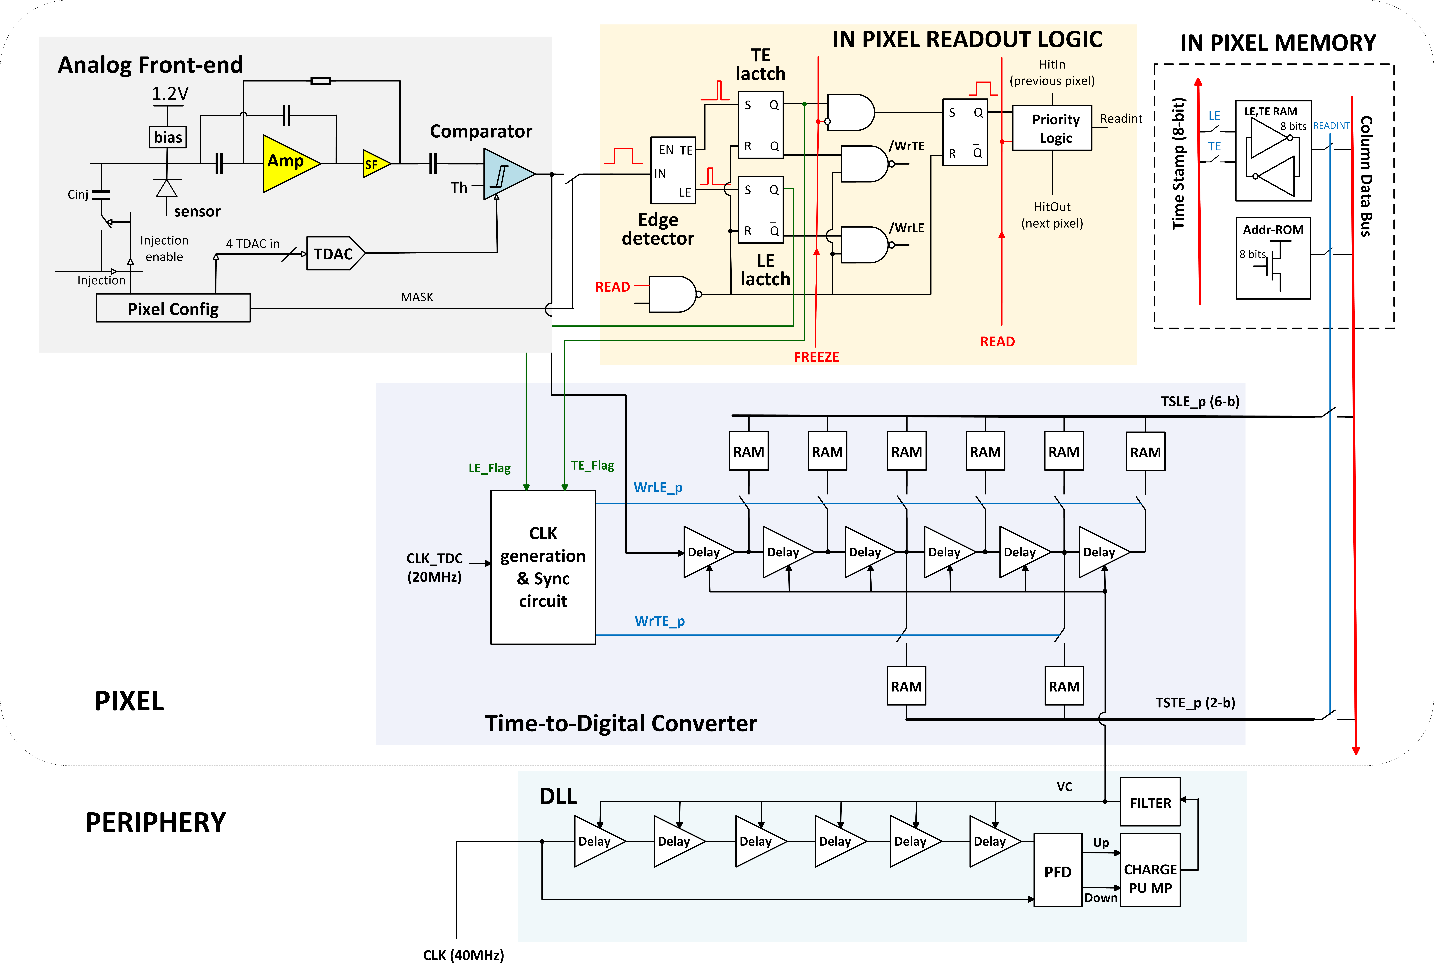 Analog Front-end
1.2V
bias
Amp
SF
Comparator
Th
Cinj
sensor
Injection
enable
Injection
4 TDAC in
TDAC
Pixel Config
MASK
IN PIXEL READOUT LOGIC
TE
lactch
S Q
R Q
EN TE
IN
LE
Edge
detector
S Q
R Q
LE
lactch
READ
/WrTE
/WrLE
FREEZE
READ
S Q
R Q
HitIn
(previous pixel)
Priority
Logic
Readint
HitOut
(next pixel)
IN PIXEL MEMORY
Time Stamp (8-bit)
LE
TE
LE,TE RAM
8 bits
READINT
Addr-ROM
8 bits
Column Data Bus
TSLE_p (6-b)
RAM
RAM
RAM
RAM
RAM
RAM
LE_Flag
TE_Flag
WrLE_p
CLK
generation
& Sync
circuit
CLK_TDC
(20MHz)
Delay
Delay
Delay
Delay
Delay
Delay
WrTE_p
RAM
RAM
TSTE_p (2-b)
Time-to-Digital Converter
PIXEL
PERIPHERY
DLL
VC
FILTER
Delay
Delay
Delay
Delay
Delay
Delay
PFD
Up
Down
CHARGE
PU MP
CLK (40MHz)